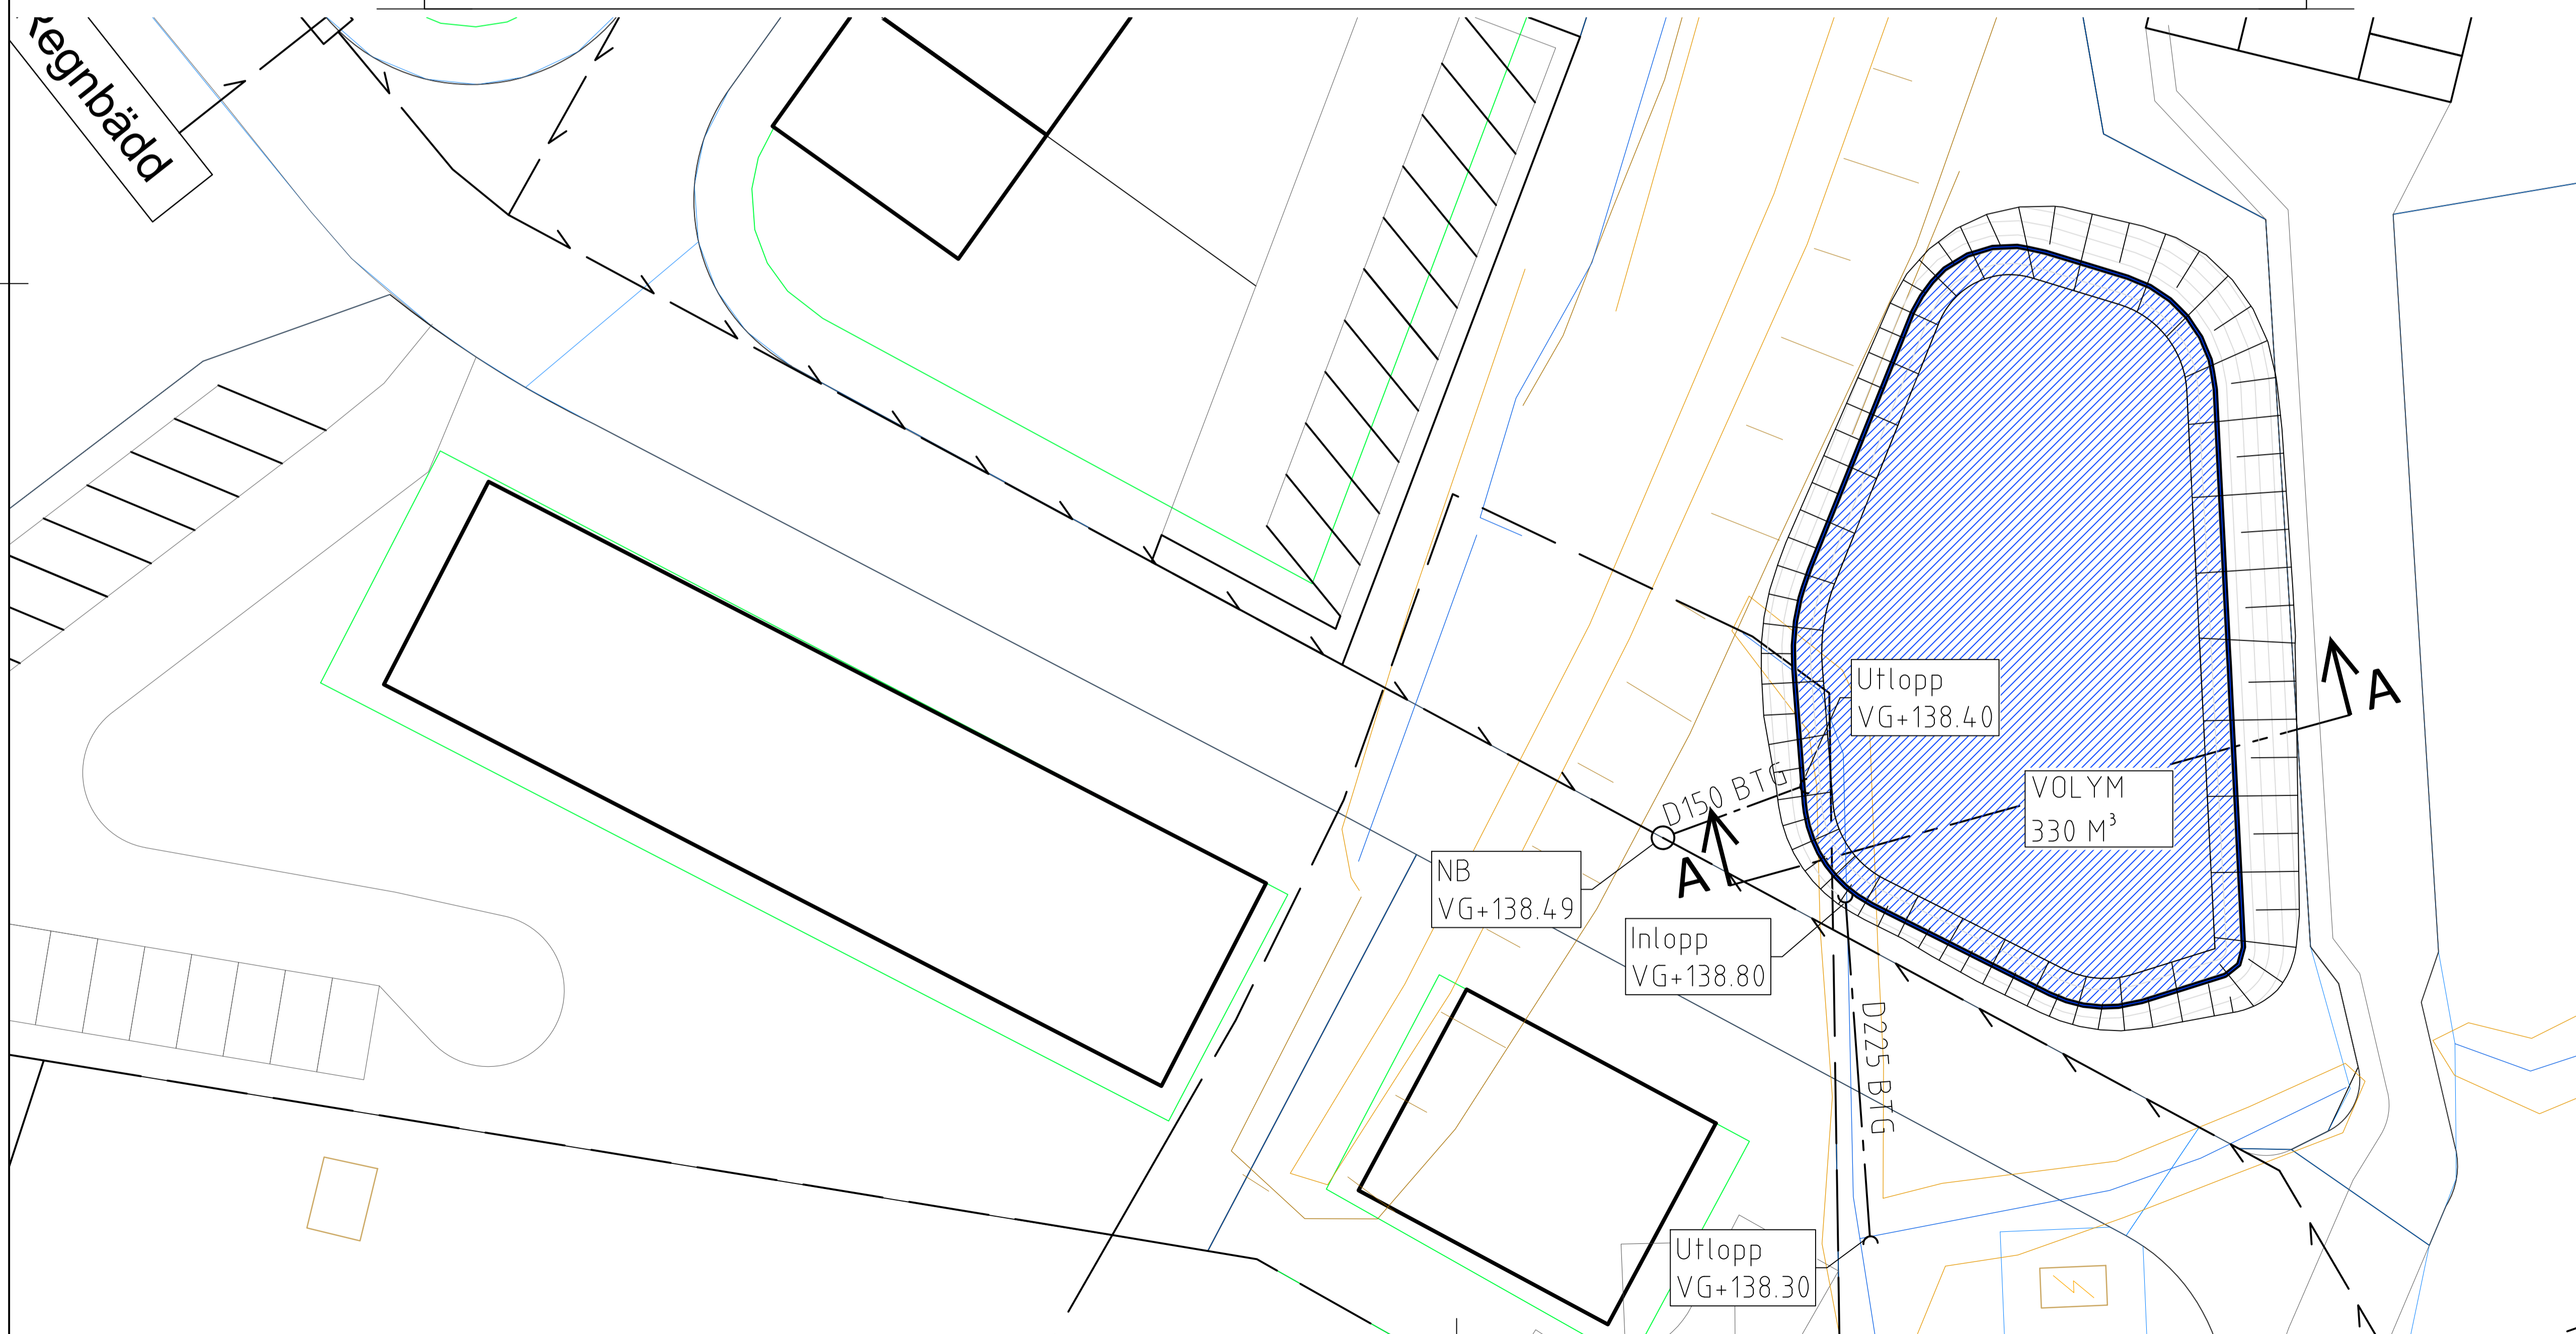 Regnbädd
Utlopp
VG+138.40
VOLYM
330 M³
A
D150 BTG
A
NB
VG+138.49
Inlopp
VG+138.80
D225 BTG
Utlopp
VG+138.30